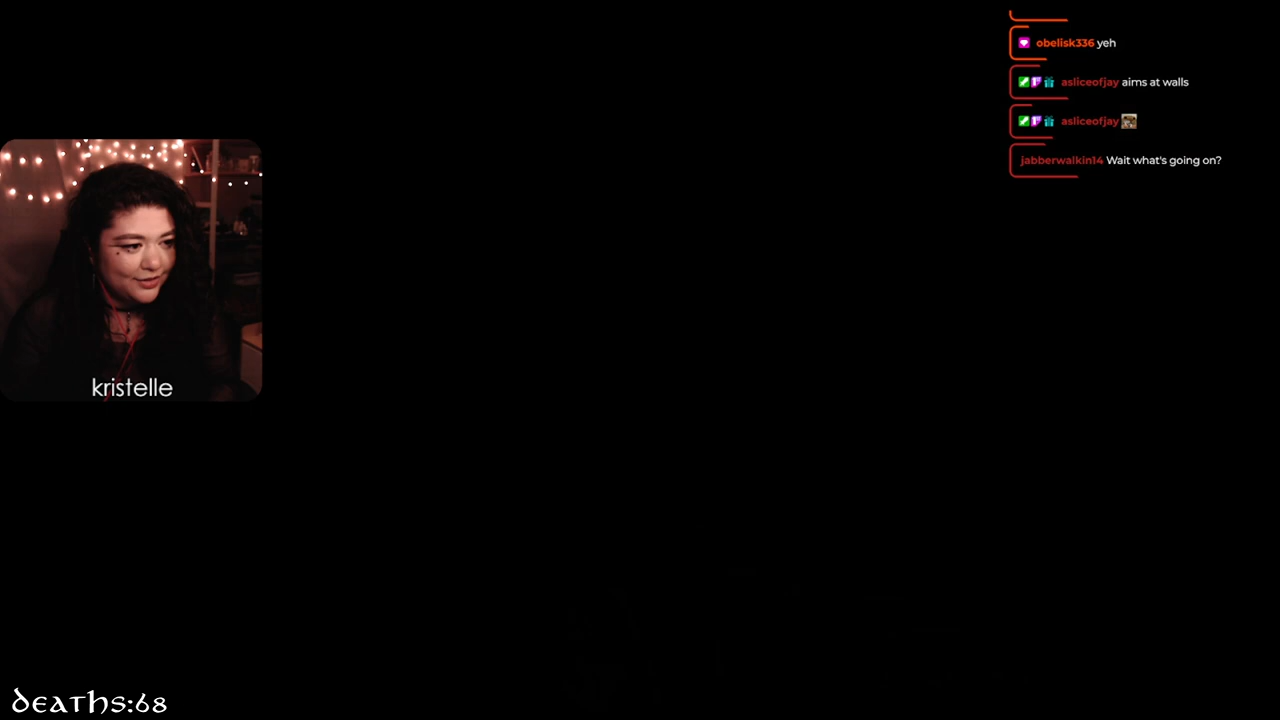 obelisk336 yeh
asliceofjay aims at walls
asliceofjay
jabberwalkin14 Wait what's going on?
kristelle
DEATHS:68